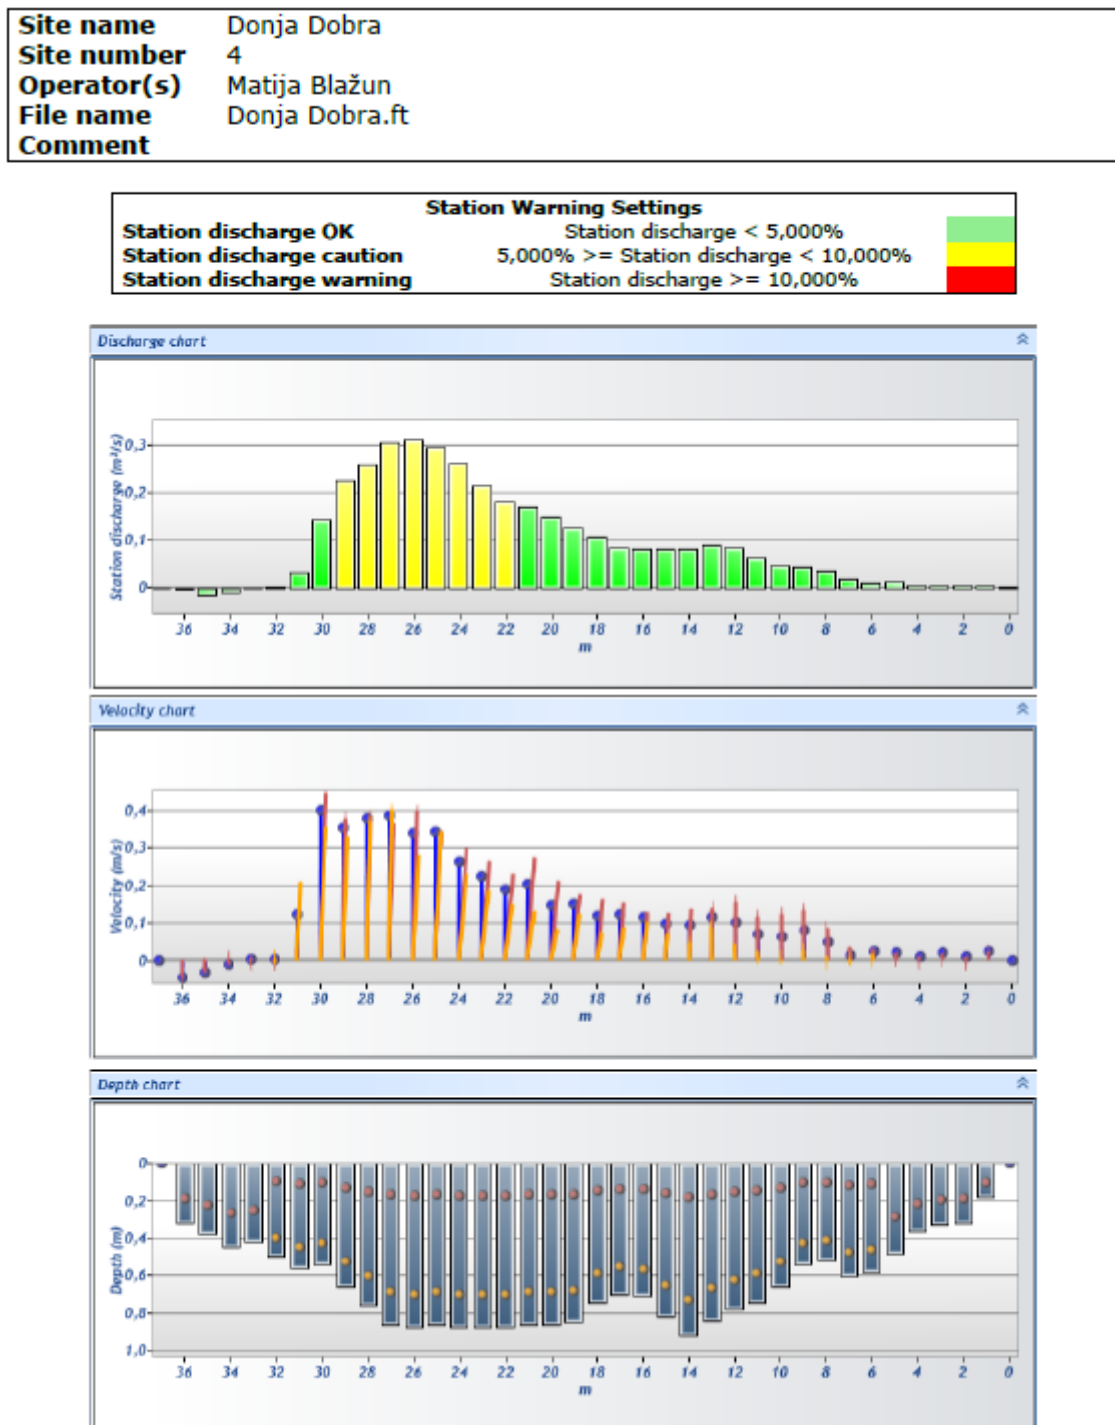 Site name Donja Dobra
Site number 4
Operator(s) Matija Blažun
File name Donja Dobra.ft
Comment
Station Warning Settings
Station discharge OK Station discharge < 5,000%
Station discharge caution 5,000% >= Station discharge < 10,000%
Station discharge warning Station discharge >= 10,000%
Discharge chart
Station discharge (m³/s)
0,3
0,2
0,1
0
36 34 32 30 28 26 24 22 20 18 16 14 12 10 8 6 4 2 0
m
Velocity chart
Velocity (m/s)
0,4
0,3
0,2
0,1
0
36 34 32 30 28 26 24 22 20 18 16 14 12 10 8 6 4 2 0
m
Depth chart
Depth (m)
0
0,2
0,4
0,6
0,8
1,0
36 34 32 30 28 26 24 22 20 18 16 14 12 10 8 6 4 2 0
m